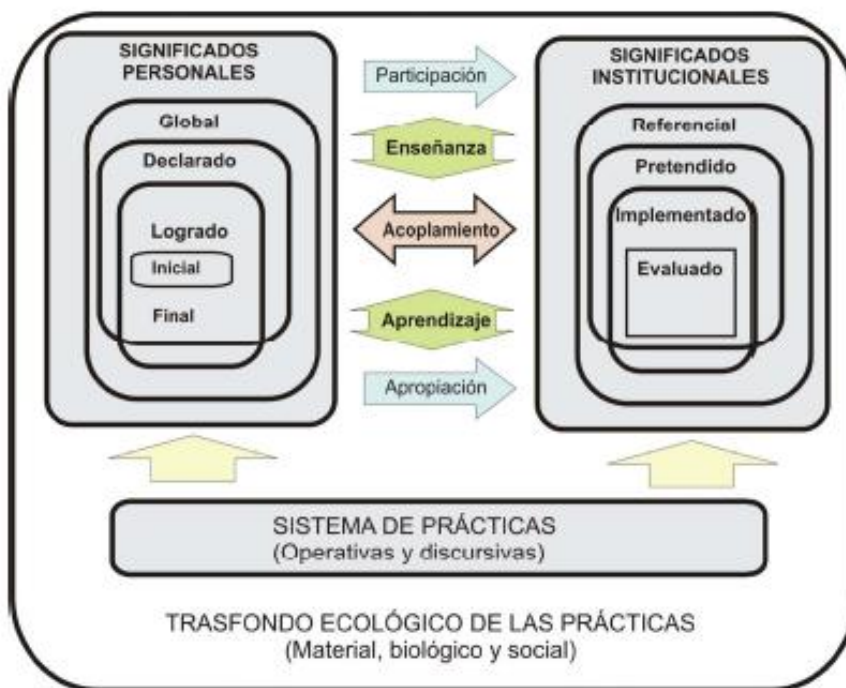 SIGNIFICADOS
PERSONALES
Global
Declarado
Logrado
Inicial
Final
Participación
Enseñanza
Acoplamiento
Aprendizaje
Apropiación
SIGNIFICADOS
INSTITUCIONALES
Referencial
Pretendido
Implementado
Evaluado
SISTEMA DE PRÁCTICAS
(Operativas y discursivas)
TRASFONDO ECOLÓGICO DE LAS PRÁCTICAS
(Material, biológico y social)